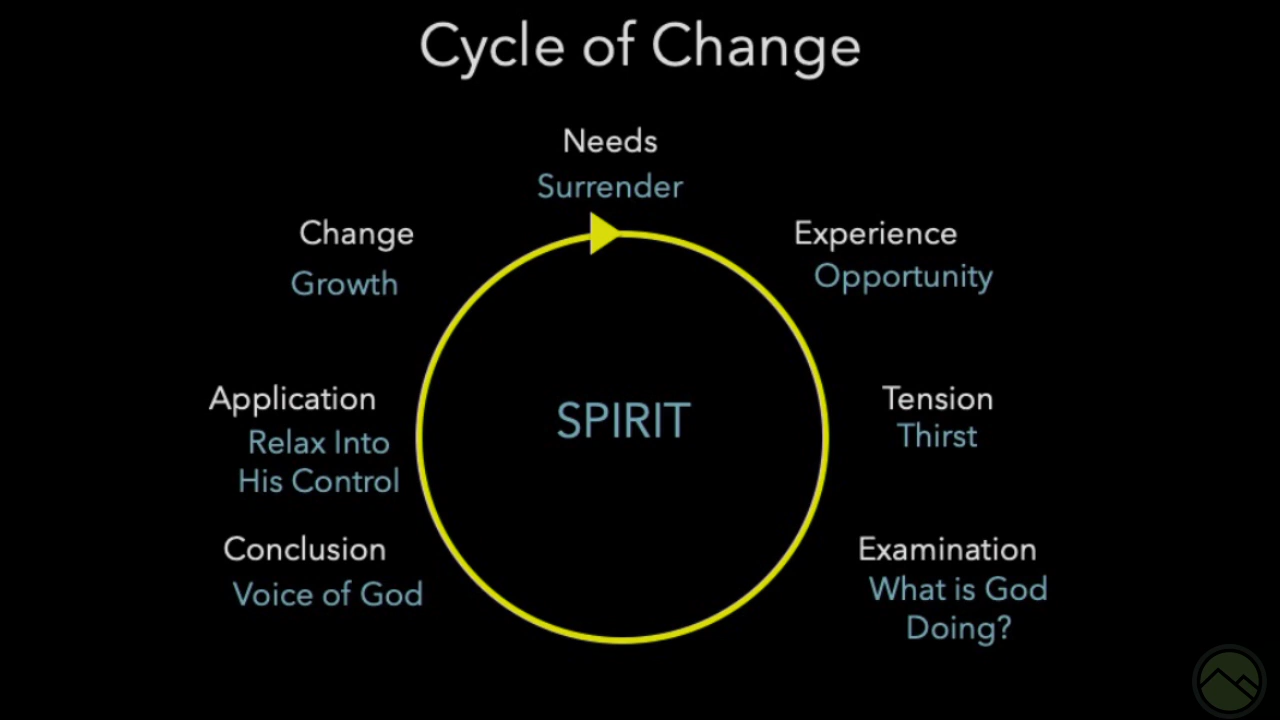 Cycle of Change
Needs
Surrender
Experience
Opportunity
Tension
Thirst
Examination
What is God
Doing?
Conclusion
Voice of God
Application
Relax Into
His Control
Change
Growth
SPIRIT